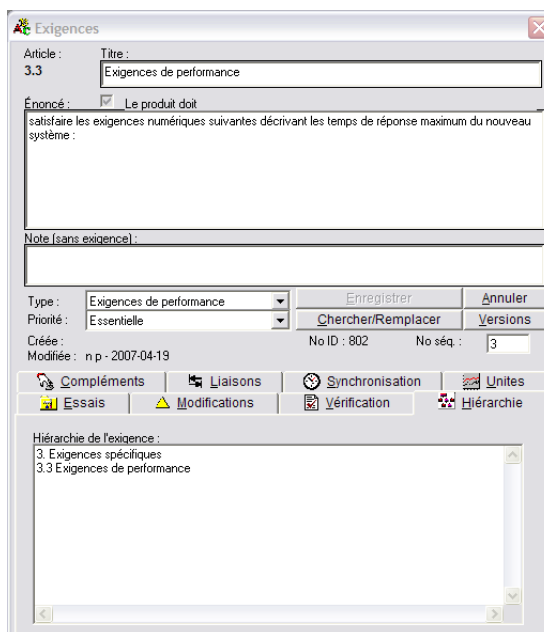 Exigences
Article :
Titre :
3.3
Exigences de performance
Énoncé :
Le produit doit
satisfaire les exigences numériques suivantes décrivant les temps de réponse maximum du nouveau
système :
Note (sans exigence) :
Type :
Exigences de performance
Enregistrer
Annuler
Priorité :
Essentielle
Chercher/Remplacer
Versions
Créée :
No ID : 802
No séq. :
3
Modifiée : n p - 2007-04-19
Compléments
Liaisons
Synchronisation
Unites
Essais
Modifications
Vérification
Hiérarchie
Hiérarchie de l'exigence :
3. Exigences spécifiques
3.3 Exigences de performance